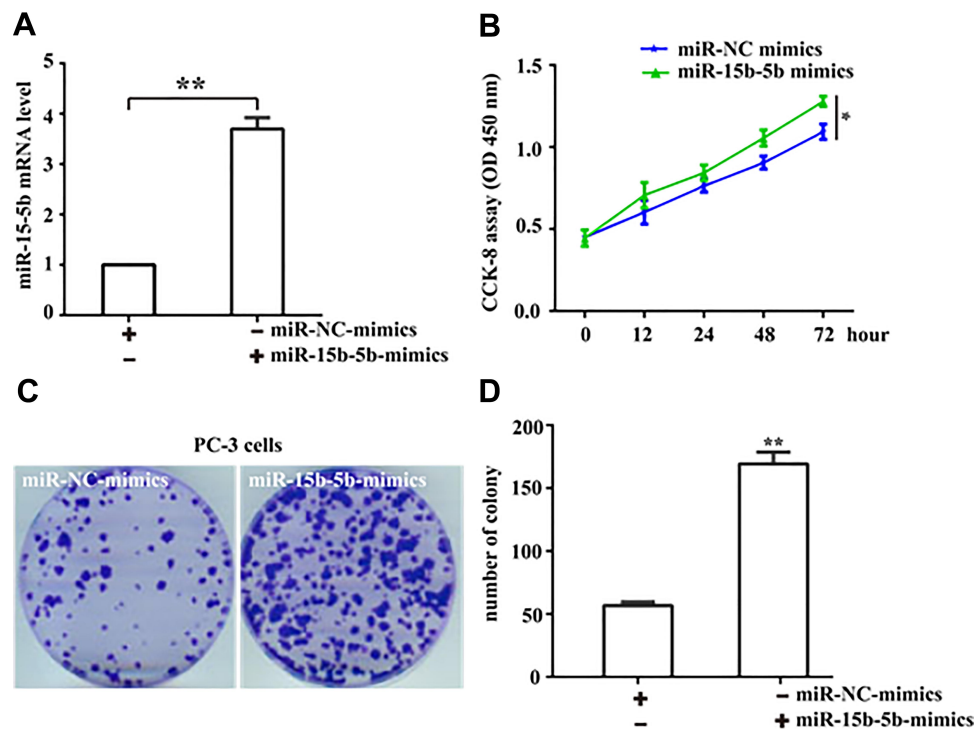 A
miR-15-5b mRNA level
5
4
3
2
1
0
**
+ − miR-NC-mimics
− + miR-15b-5b-mimics
B
miR-NC mimics
miR-15b-5b mimics
CCK-8 assay (OD 450 nm)
1.5
1.0
0.5
0.0
*
0 12 24 48 72 hour
C
PC-3 cells
miR-NC-mimics
miR-15b-5b-mimics
D
number of colony
200
150
100
50
0
**
+ − miR-NC-mimics
− + miR-15b-5b-mimics